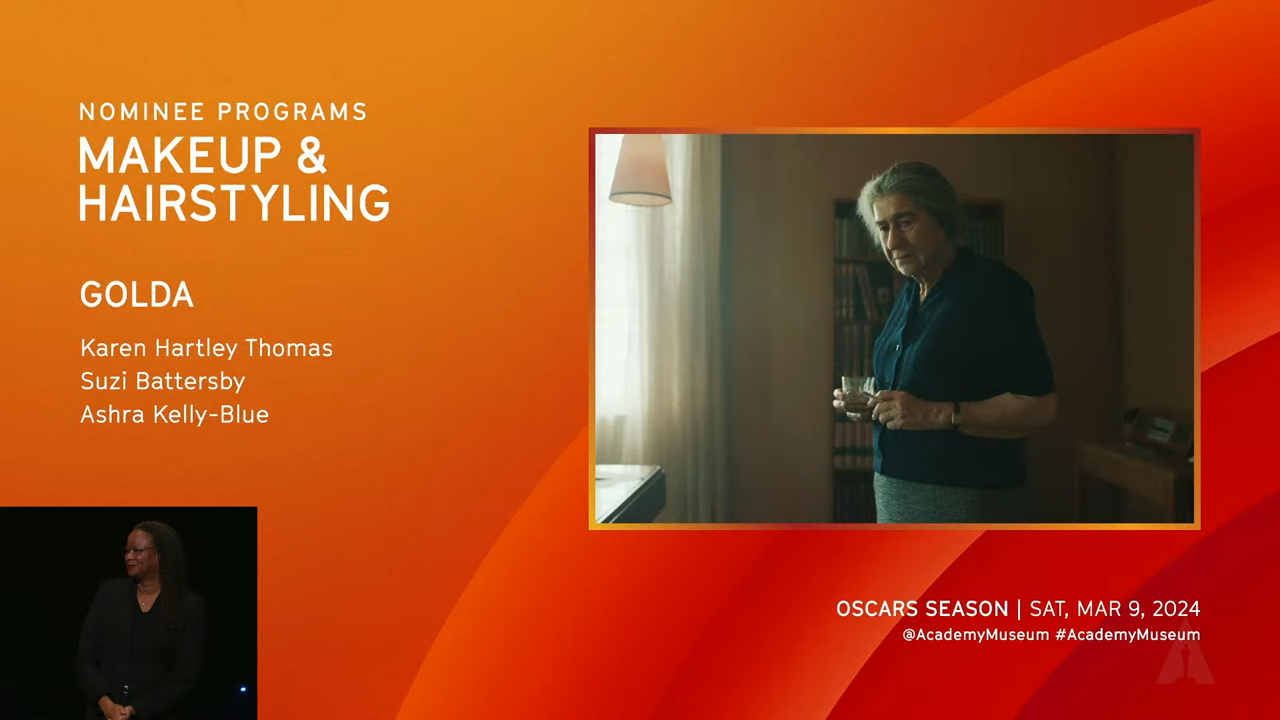 NOMINEE PROGRAMS
MAKEUP &
HAIRSTYLING
GOLDA
Karen Hartley Thomas
Suzi Battersby
Ashra Kelly-Blue
OSCARS SEASON | SAT, MAR 9, 2024
@AcademyMuseum #AcademyMuseum